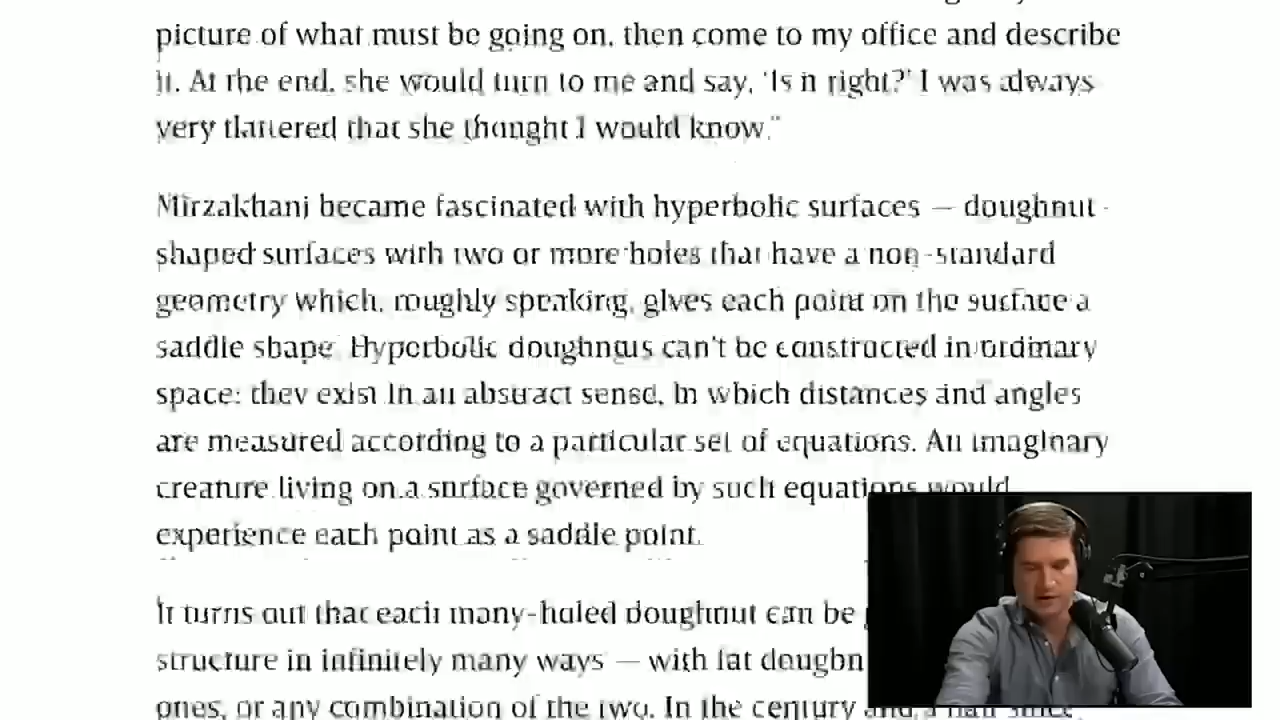 picture of what must be going on, then come to my office and describe
it. At the end, she would turn to me and say, 'Is it right?' I was always
very flattered that she thought I would know."
Mirzakhani became fascinated with hyperbolic surfaces — doughnut-
shaped surfaces with two or more holes that have a non-standard
geometry which, roughly speaking, gives each point on the surface a
saddle shape. Hyperbolic doughnuts can't be constructed in ordinary
space; they exist in an abstract sense, in which distances and angles
are measured according to a particular set of equations. An imaginary
creature living on a surface governed by such equations would
experience each point as a saddle point.
It turns out that each many-holed doughnut can be
structure in infinitely many ways — with fat
ones, or any combination of the two. In the century and a half since